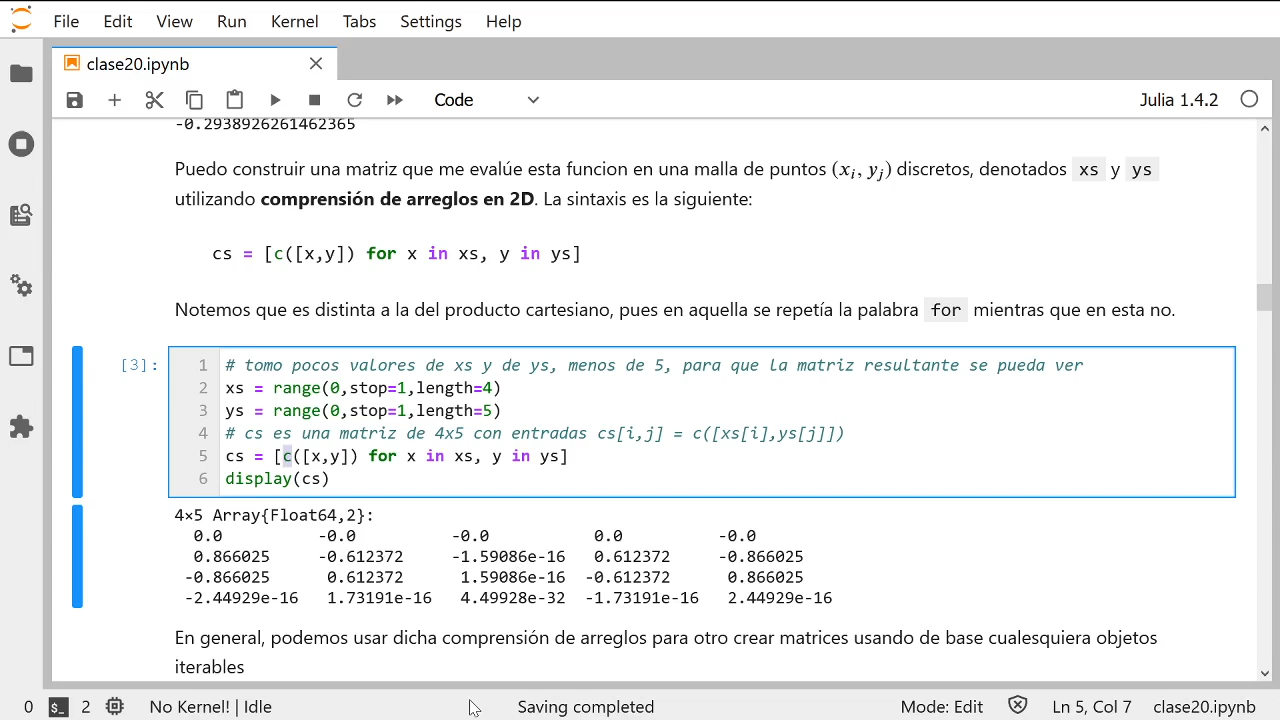 File Edit View Run Kernel Tabs Settings Help
clase20.ipynb
Code
Julia 1.4.2
-0.2938926261462365
Puedo construir una matriz que me evalúe esta funcion en una malla de puntos (xᵢ, yⱼ) discretos, denotados xs y ys
utilizando comprensión de arreglos en 2D. La sintaxis es la siguiente:
cs = [c([x,y]) for x in xs, y in ys]
Notemos que es distinta a la del producto cartesiano, pues en aquella se repetía la palabra for mientras que en esta no.
[3]:
1 # tomo pocos valores de xs y de ys, menos de 5, para que la matriz resultante se pueda ver
2 xs = range(0,stop=1,length=4)
3 ys = range(0,stop=1,length=5)
4 # cs es una matriz de 4x5 con entradas cs[i,j] = c([xs[i],ys[j]])
5 cs = [c([x,y]) for x in xs, y in ys]
6 display(cs)
4×5 Array{Float64,2}:
0.0 -0.0 -0.0 0.0 -0.0
0.866025 -0.612372 -1.59086e-16 0.612372 -0.866025
-0.866025 0.612372 1.59086e-16 -0.612372 0.866025
-2.44929e-16 1.73191e-16 4.49928e-32 -1.73191e-16 2.44929e-16
En general, podemos usar dicha comprensión de arreglos para otro crear matrices usando de base cualesquiera objetos
iterables
0 $_ 2 No Kernel! | Idle Saving completed Mode: Edit Ln 5, Col 7 clase20.ipynb